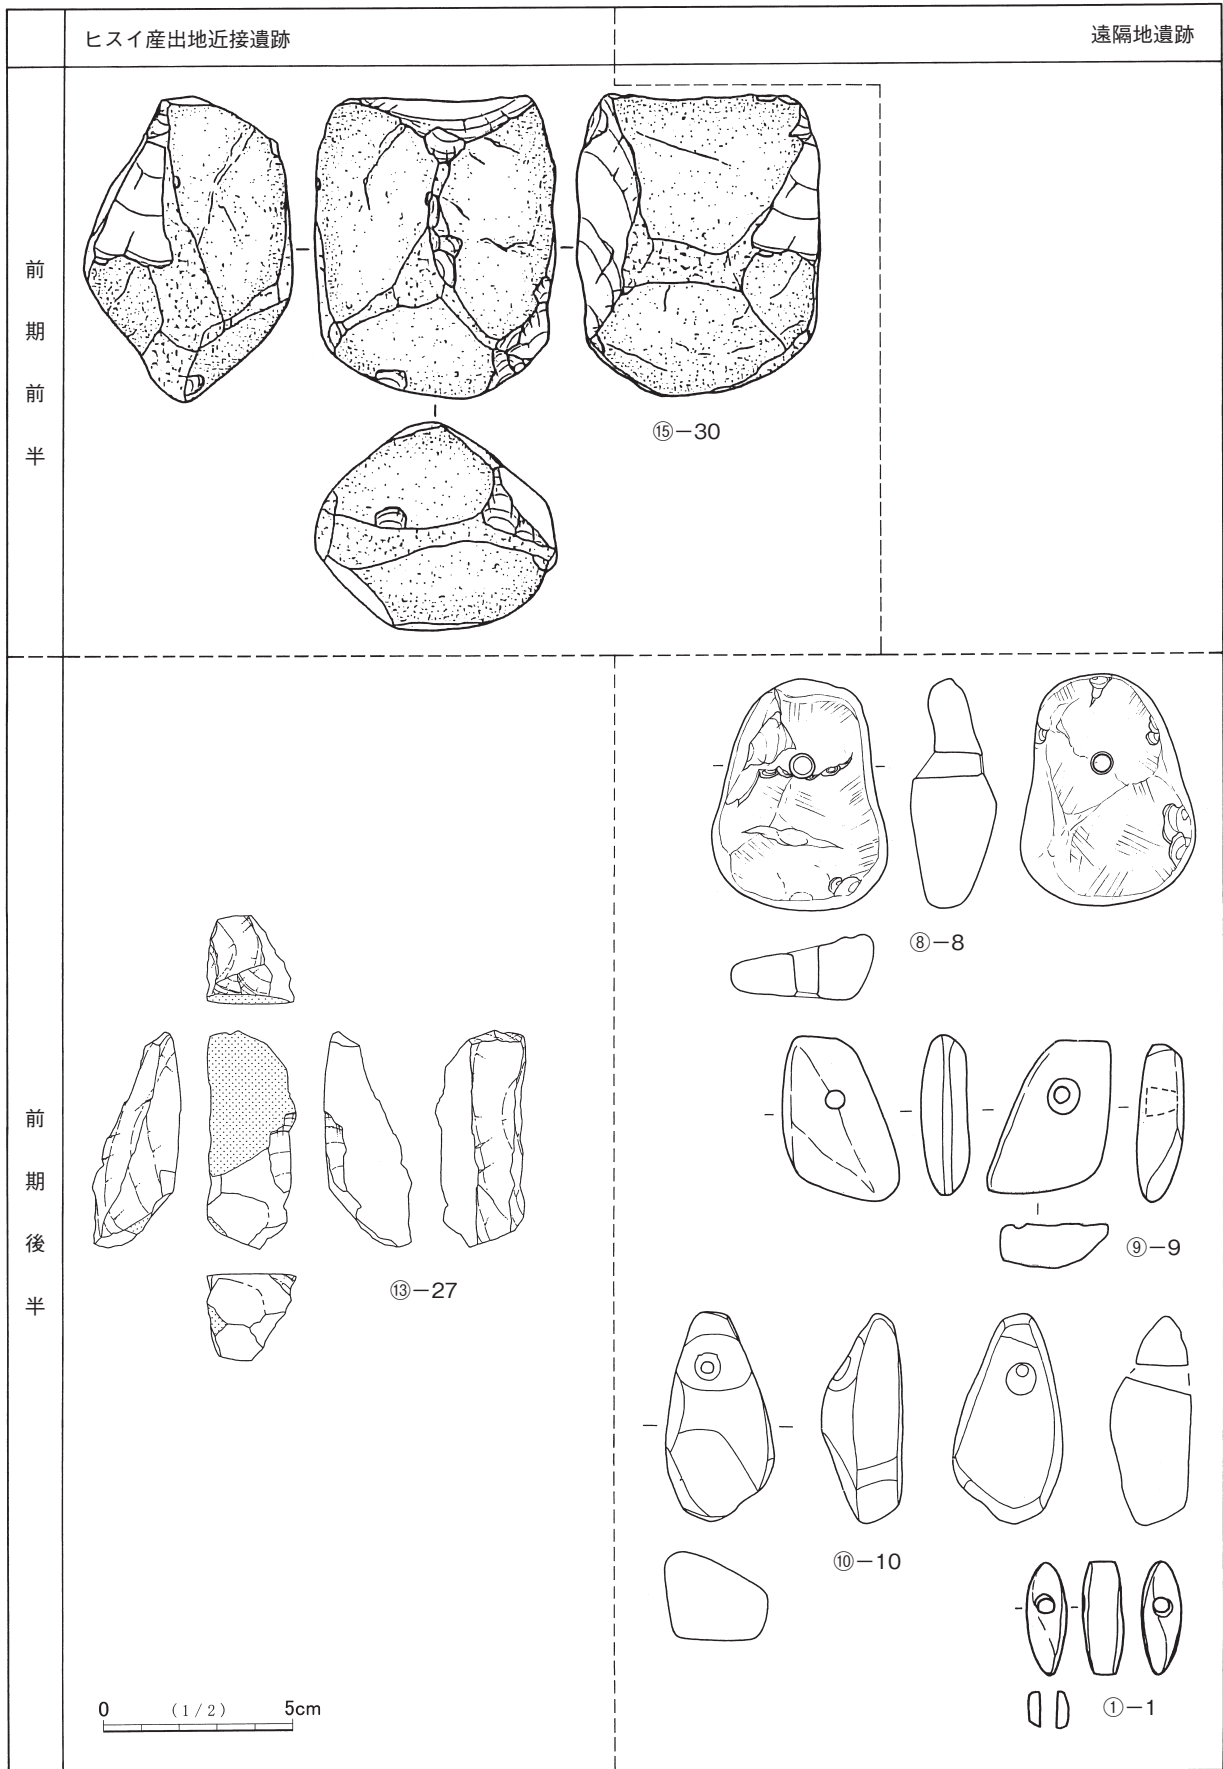 ヒスイ産出地近接遺跡
遠隔地遺跡
前期前半
⑮－30
前期後半
⑧－8
⑨－9
⑬－27
⑩－10
①－1
0 (1/2) 5cm